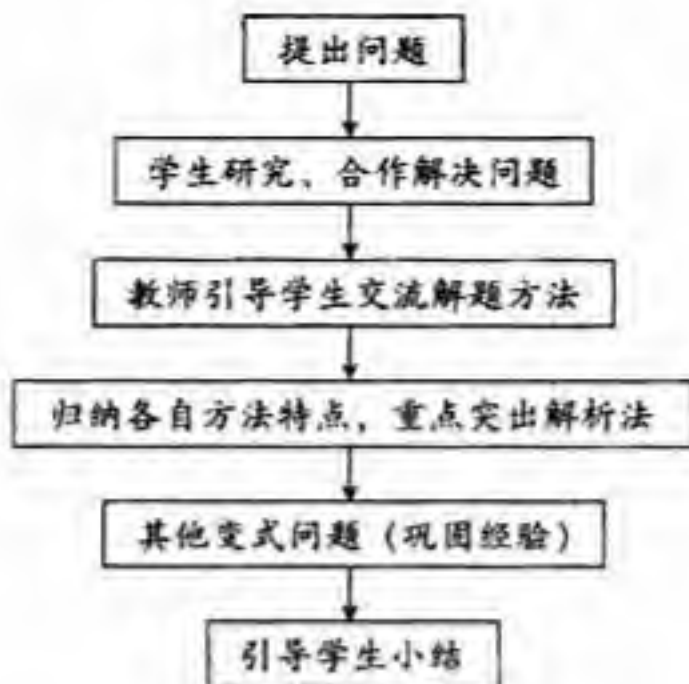 提出问题
学生研究、合作解决问题
教师引导学生交流解题方法
归纳各自方法特点，重点突出解析法
其他变式问题（巩固经验）
引导学生小结